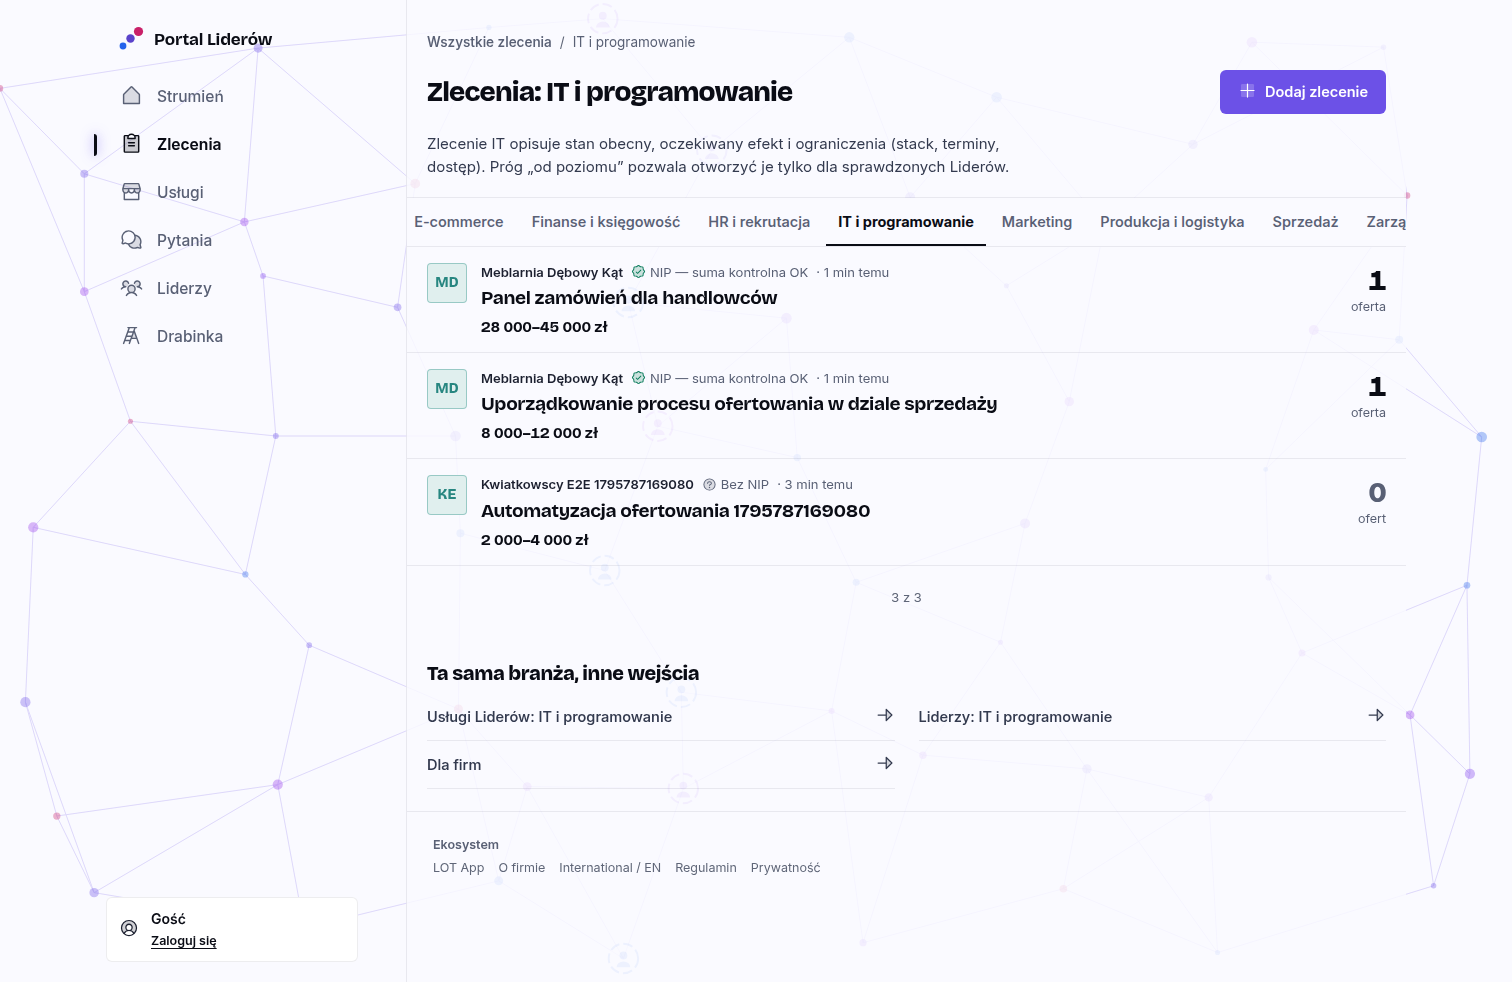 Portal Liderów
Strumień
Zlecenia
Usługi
Pytania
Liderzy
Drabinka
Gość
Zaloguj się
Wszystkie zlecenia / IT i programowanie
Zlecenia: IT i programowanie
Dodaj zlecenie
Zlecenie IT opisuje stan obecny, oczekiwany efekt i ograniczenia (stack, terminy,
dostęp). Próg „od poziomu” pozwala otworzyć je tylko dla sprawdzonych Liderów.
E-commerce Finanse i księgowość HR i rekrutacja IT i programowanie Marketing Produkcja i logistyka Sprzedaż Zarzą
MD
Meblarnia Dębowy Kąt NIP — suma kontrolna OK · 1 min temu
Panel zamówień dla handlowców
28 000–45 000 zł
1
oferta
MD
Meblarnia Dębowy Kąt NIP — suma kontrolna OK · 1 min temu
Uporządkowanie procesu ofertowania w dziale sprzedaży
8 000–12 000 zł
1
oferta
KE
Kwiatkowscy E2E 1795787169080 Bez NIP · 3 min temu
Automatyzacja ofertowania 1795787169080
2 000–4 000 zł
0
ofert
3 z 3
Ta sama branża, inne wejścia
Usługi Liderów: IT i programowanie
Liderzy: IT i programowanie
Dla firm
Ekosystem
LOT App O firmie International / EN Regulamin Prywatność